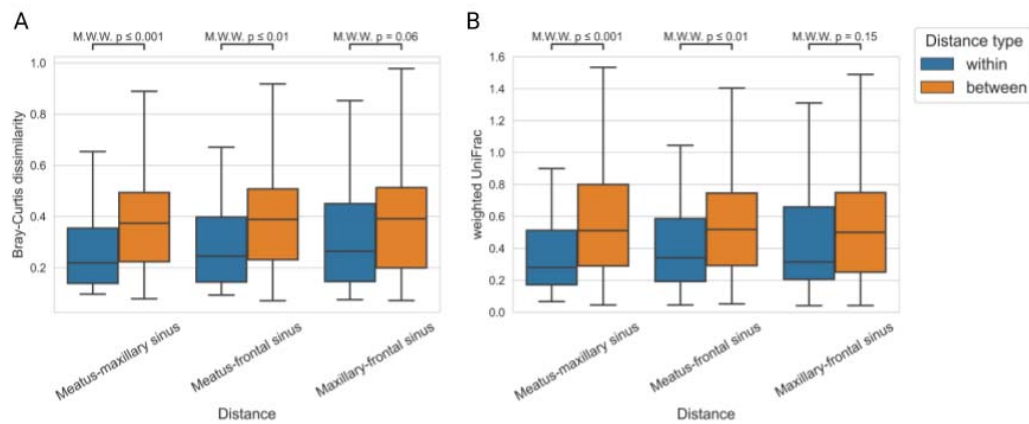 A
M.W.W. p ≤ 0.001 M.W.W. p ≤ 0.01 M.W.W. p = 0.06
Bray-Curtis dissimilarity
1.0
0.8
0.6
0.4
0.2
Meatus-maxillary sinus
Meatus-frontal sinus
Maxillary-frontal sinus
Distance
B
M.W.W. p ≤ 0.001 M.W.W. p ≤ 0.01 M.W.W. p = 0.15
weighted UniFrac
1.6
1.4
1.2
1.0
0.8
0.6
0.4
0.2
0.0
Meatus-maxillary sinus
Meatus-frontal sinus
Maxillary-frontal sinus
Distance
Distance type
within
between